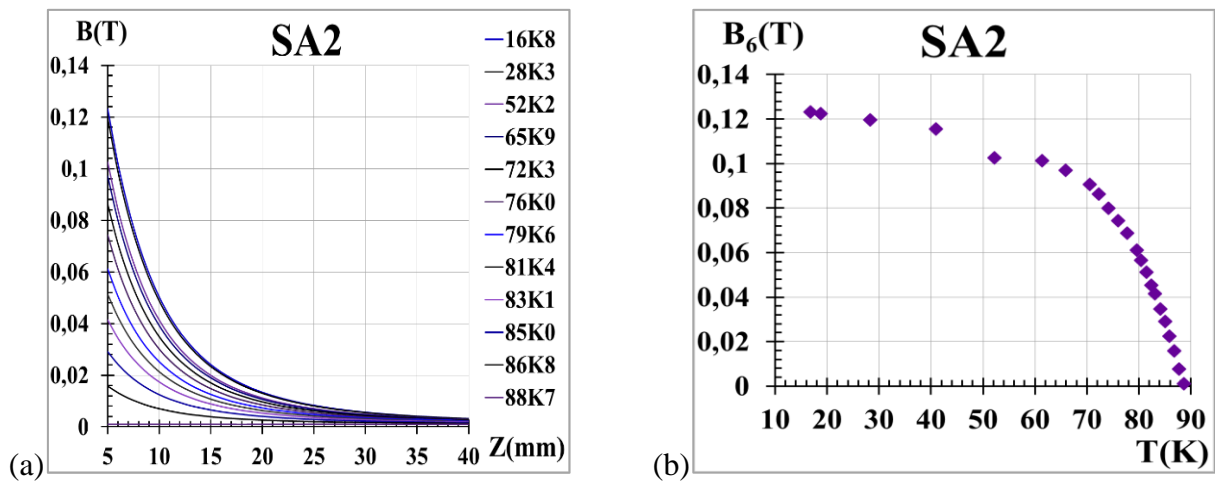 B(T)
SA2
0,14
0,12
0,1
0,08
0,06
0,04
0,02
0
5
10
15
20
25
30
35
40
Z(mm)
16K8
28K3
52K2
65K9
72K3
76K0
79K6
81K4
83K1
85K0
86K8
88K7
(a)
B₆(T)
SA2
0,14
0,12
0,1
0,08
0,06
0,04
0,02
0
10
20
30
40
50
60
70
80
90
T(K)
(b)